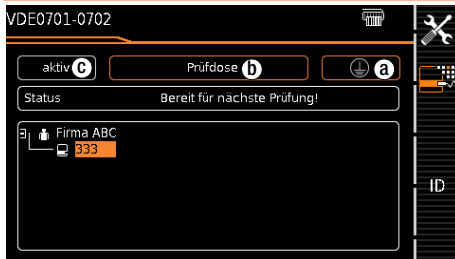 VDE0701-0702
aktiv c Prüfdose b a
Status Bereit für nächste Prüfung!
Firma ABC
333
ID